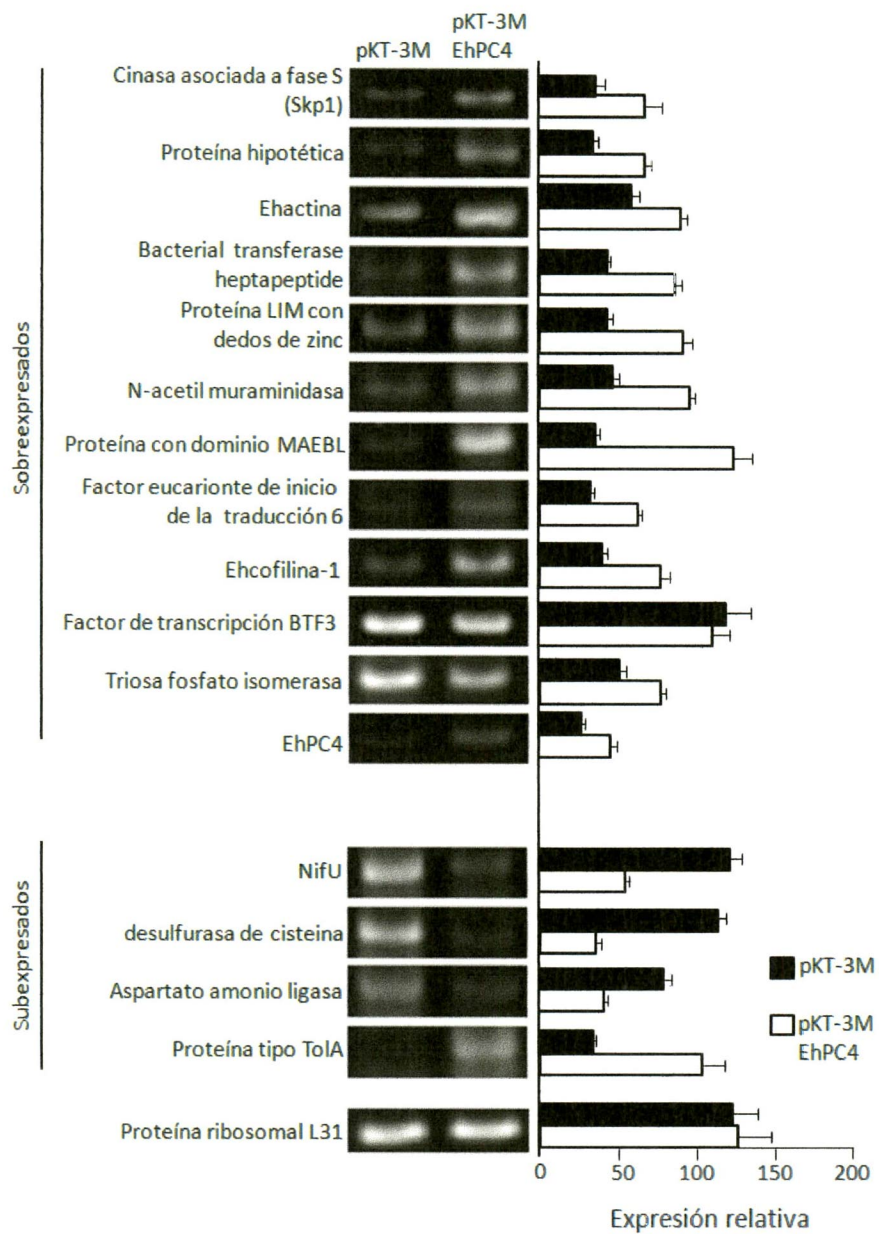 pKT-3M
pKT-3M
EhPC4
Sobreexpresados
Cinasa asociada a fase S
(Skp1)
Proteína hipotética
Ehactina
Bacterial transferase
heptapeptide
Proteína LIM con
dedos de zinc
N-acetil muraminidasa
Proteína con dominio MAEBL
Factor eucarionte de inicio
de la traducción 6
Ehcofilina-1
Factor de transcripción BTF3
Triosa fosfato isomerasa
EhPC4
Subexpresados
NifU
desulfurasa de cisteina
Aspartato amonio ligasa
Proteína tipo TolA
Proteína ribosomal L31
pKT-3M
pKT-3M
EhPC4
0 50 100 150 200
Expresión relativa